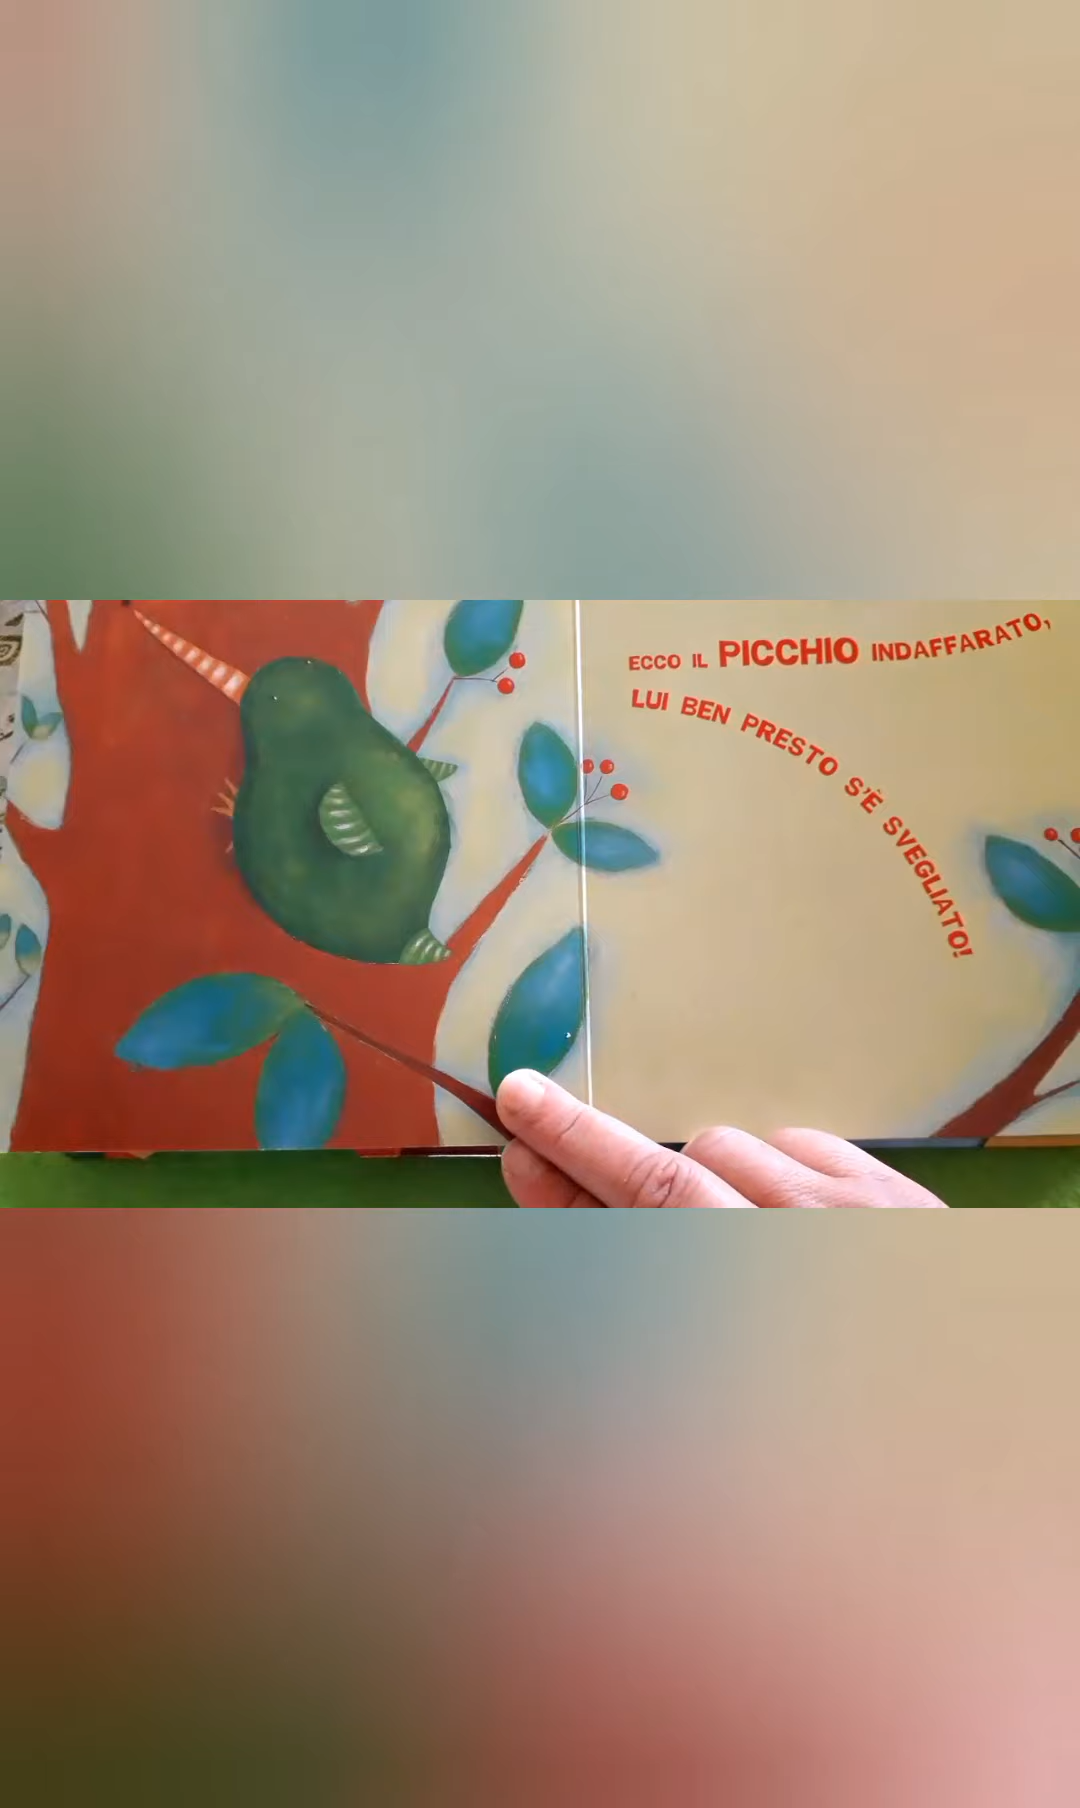 ECCO IL PICCHIO INDAFFARATO,
LUI BEN PRESTO S'È SVEGLIATO!